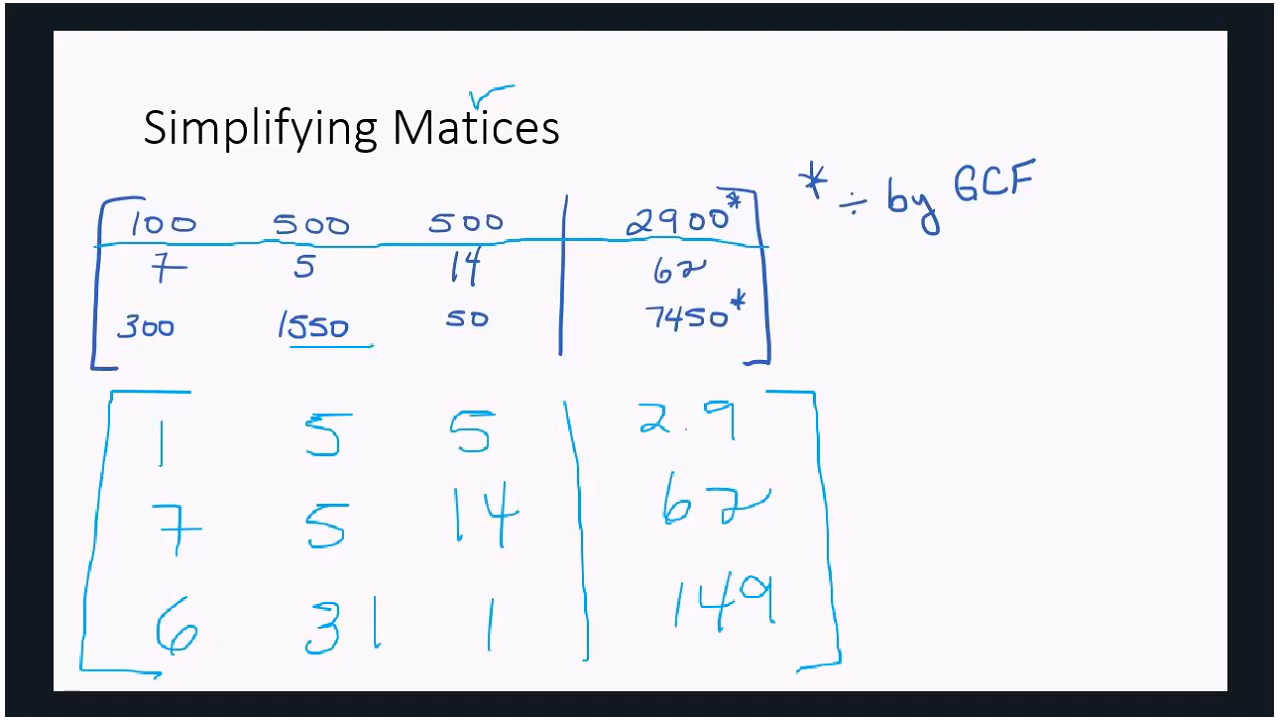 Simplifying Matices
* ÷ by GCF
100 500 500 | 2900*
7 5 14 | 62
300 1550 50 | 7450*
1 5 5 | 2.9
7 5 14 | 62
6 31 1 | 149